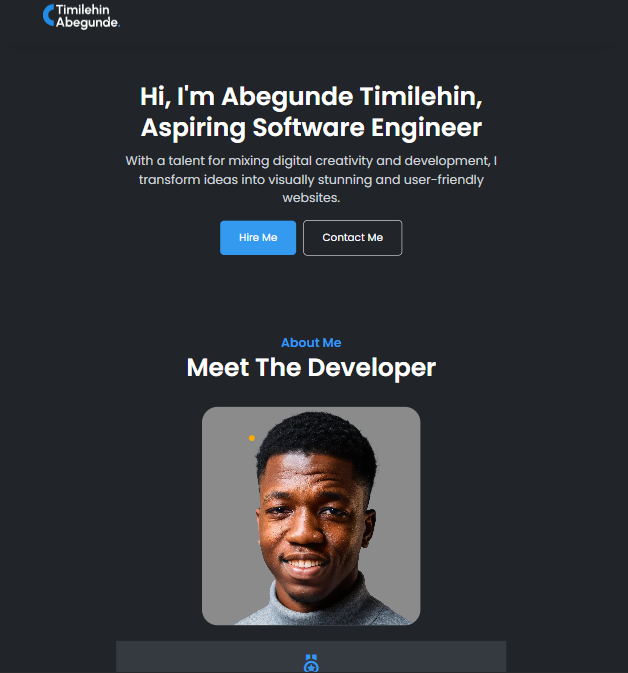 Timilehin
Abegunde.
Hi, I'm Abegunde Timilehin,
Aspiring Software Engineer
With a talent for mixing digital creativity and development, I
transform ideas into visually stunning and user-friendly
websites.
Hire Me Contact Me
About Me
Meet The Developer